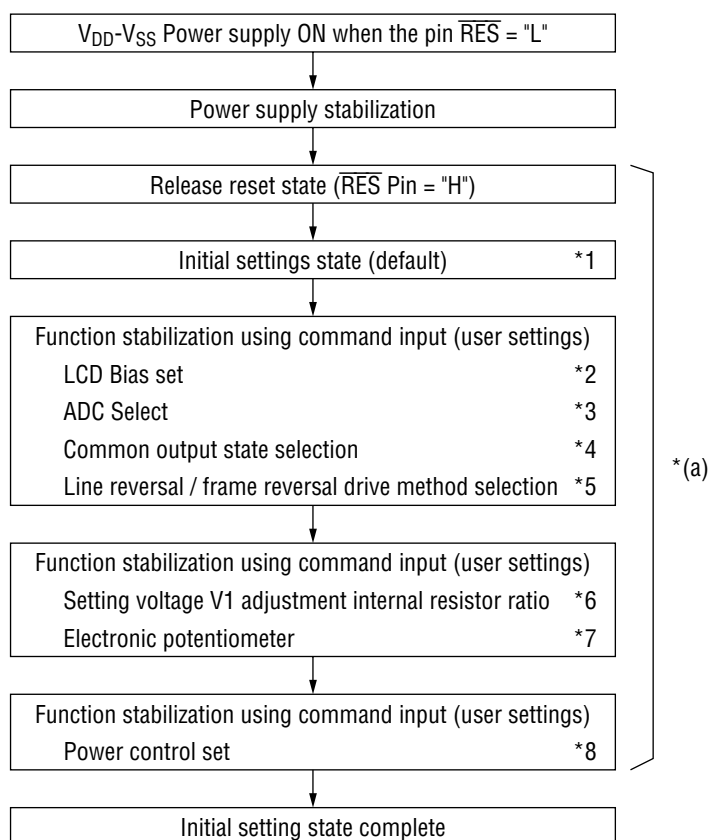 VDD-VSS Power supply ON when the pin R̅E̅S̅ = "L"
Power supply stabilization
Release reset state (R̅E̅S̅ Pin = "H")
Initial settings state (default) *1
Function stabilization using command input (user settings)
LCD Bias set *2
ADC Select *3
Common output state selection *4
Line reversal / frame reversal drive method selection *5
*(a)
Function stabilization using command input (user settings)
Setting voltage V1 adjustment internal resistor ratio *6
Electronic potentiometer *7
Function stabilization using command input (user settings)
Power control set *8
Initial setting state complete